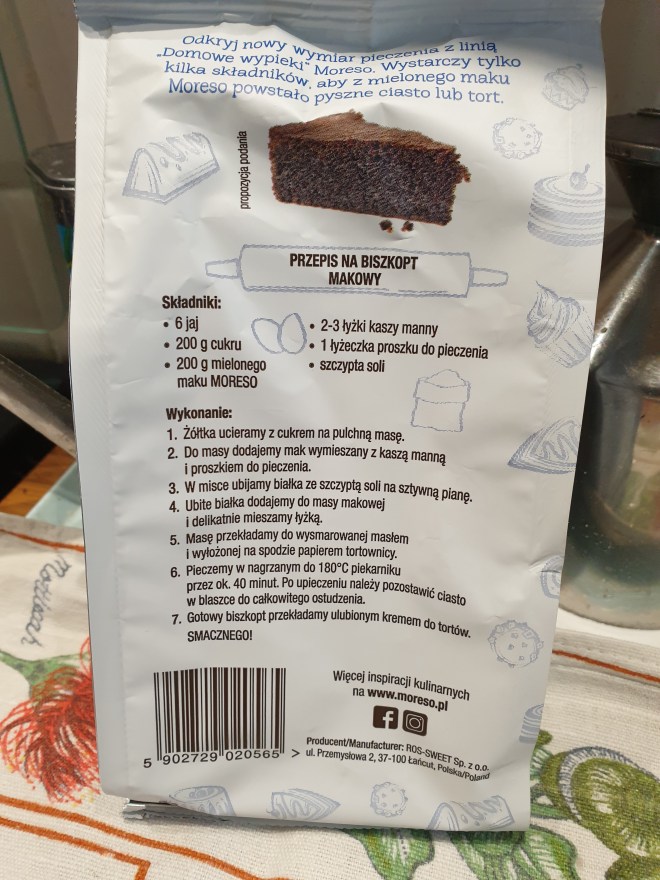 Odkryj nowy wymiar pieczenia z linią
„Domowe wypieki” Moreso. Wystarczy tylko
kilka składników, aby z mielonego maku
Moreso powstało pyszne ciasto lub tort.
propozycja podania
PRZEPIS NA BISZKOPT
MAKOWY
Składniki:
• 6 jaj
• 200 g cukru
• 200 g mielonego
maku MORESO
• 2-3 łyżki kaszy manny
• 1 łyżeczka proszku do pieczenia
• szczypta soli
Wykonanie:
1. Żółtka ucieramy z cukrem na pulchną masę.
2. Do masy dodajemy mak wymieszany z kaszą manną
i proszkiem do pieczenia.
3. W misce ubijamy białka ze szczyptą soli na sztywną pianę.
4. Ubite białka dodajemy do masy makowej
i delikatnie mieszamy łyżką.
5. Masę przekładamy do wysmarowanej masłem
i wyłożonej na spodzie papierem tortownicy.
6. Pieczemy w nagrzanym do 180°C piekarniku
przez ok. 40 minut. Po upieczeniu należy pozostawić ciasto
w blaszce do całkowitego ostudzenia.
7. Gotowy biszkopt przekładamy ulubionym kremem do tortów.
SMACZNEGO!
Więcej inspiracji kulinarnych
na www.moreso.pl
Producent/Manufacturer: ROS-SWEET Sp. z o.o.
ul. Przemysłowa 2, 37-100 Łańcut, Polska/Poland
5 902729 020565 >